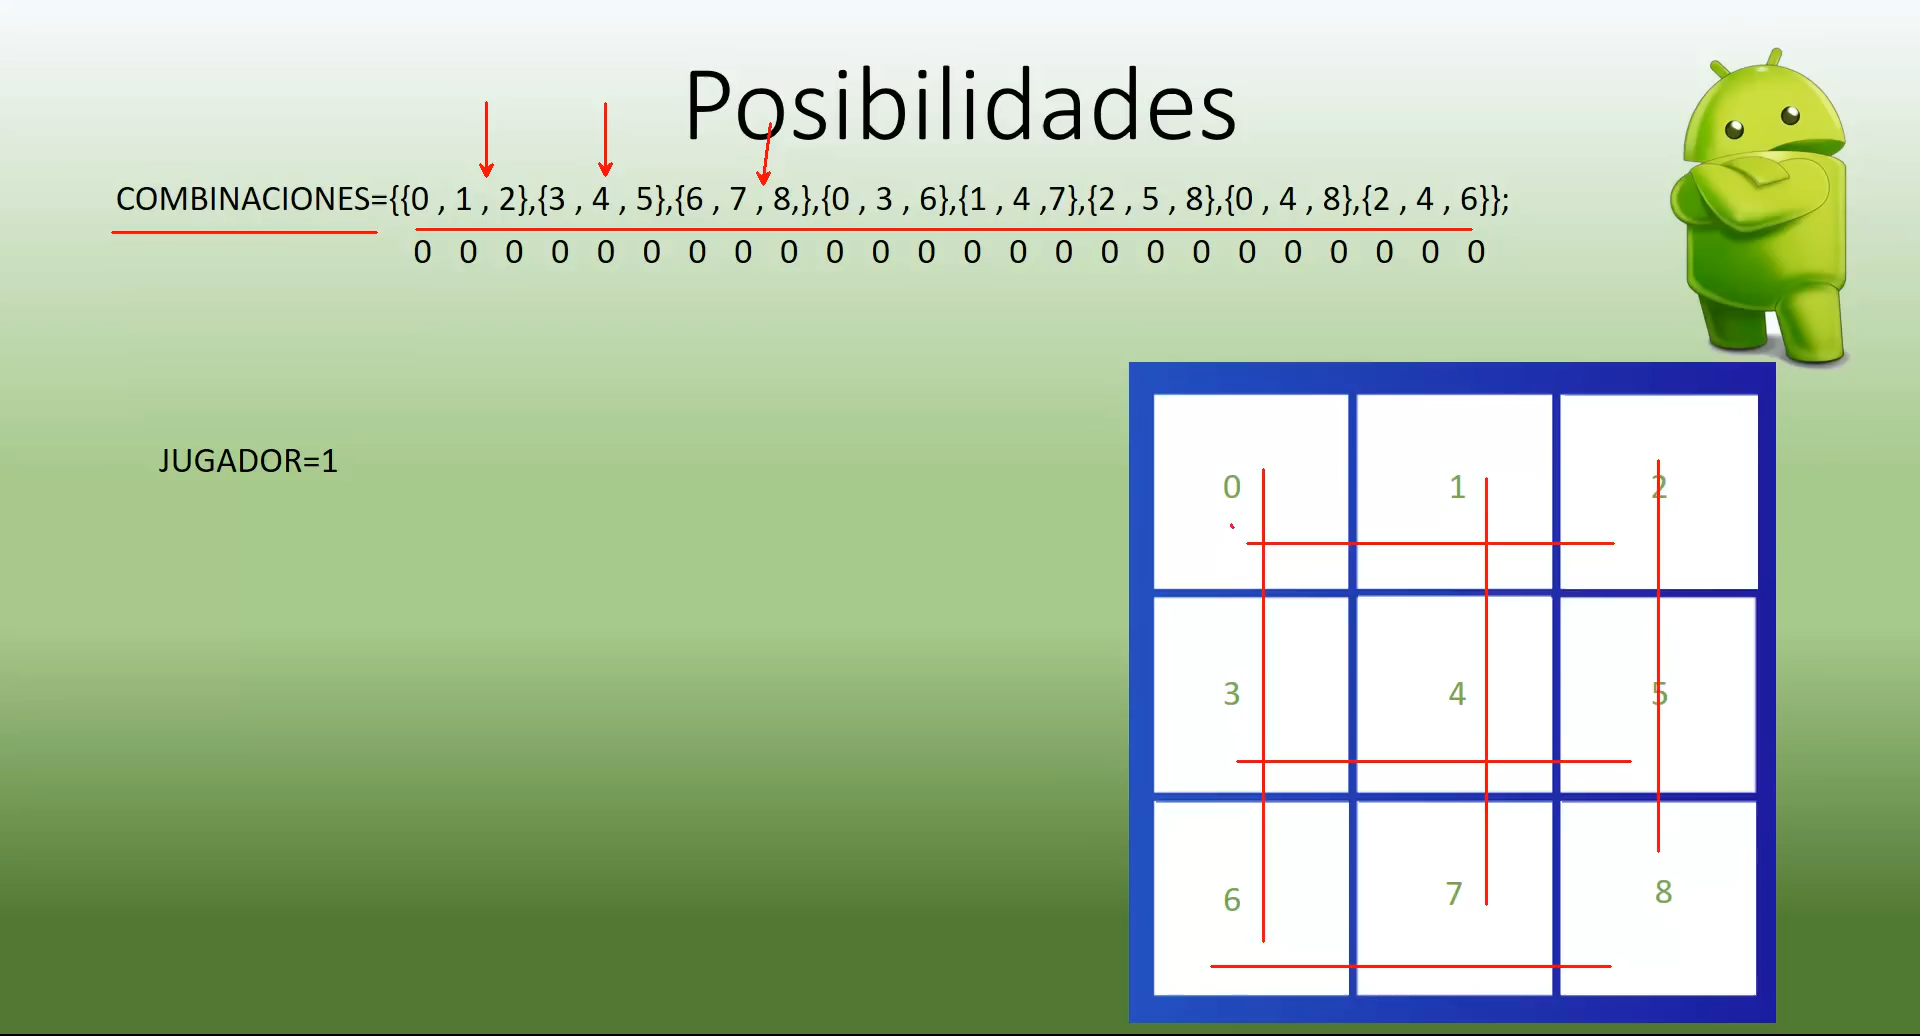 Posibilidades
COMBINACIONES={{0 , 1 , 2},{3 , 4 , 5},{6 , 7 , 8,},{0 , 3 , 6},{1 , 4 ,7},{2 , 5 , 8},{0 , 4 , 8},{2 , 4 , 6}};
0 0 0 0 0 0 0 0 0 0 0 0 0 0 0 0 0 0 0 0 0 0 0 0
JUGADOR=1
0 1 2
3 4 5
6 7 8